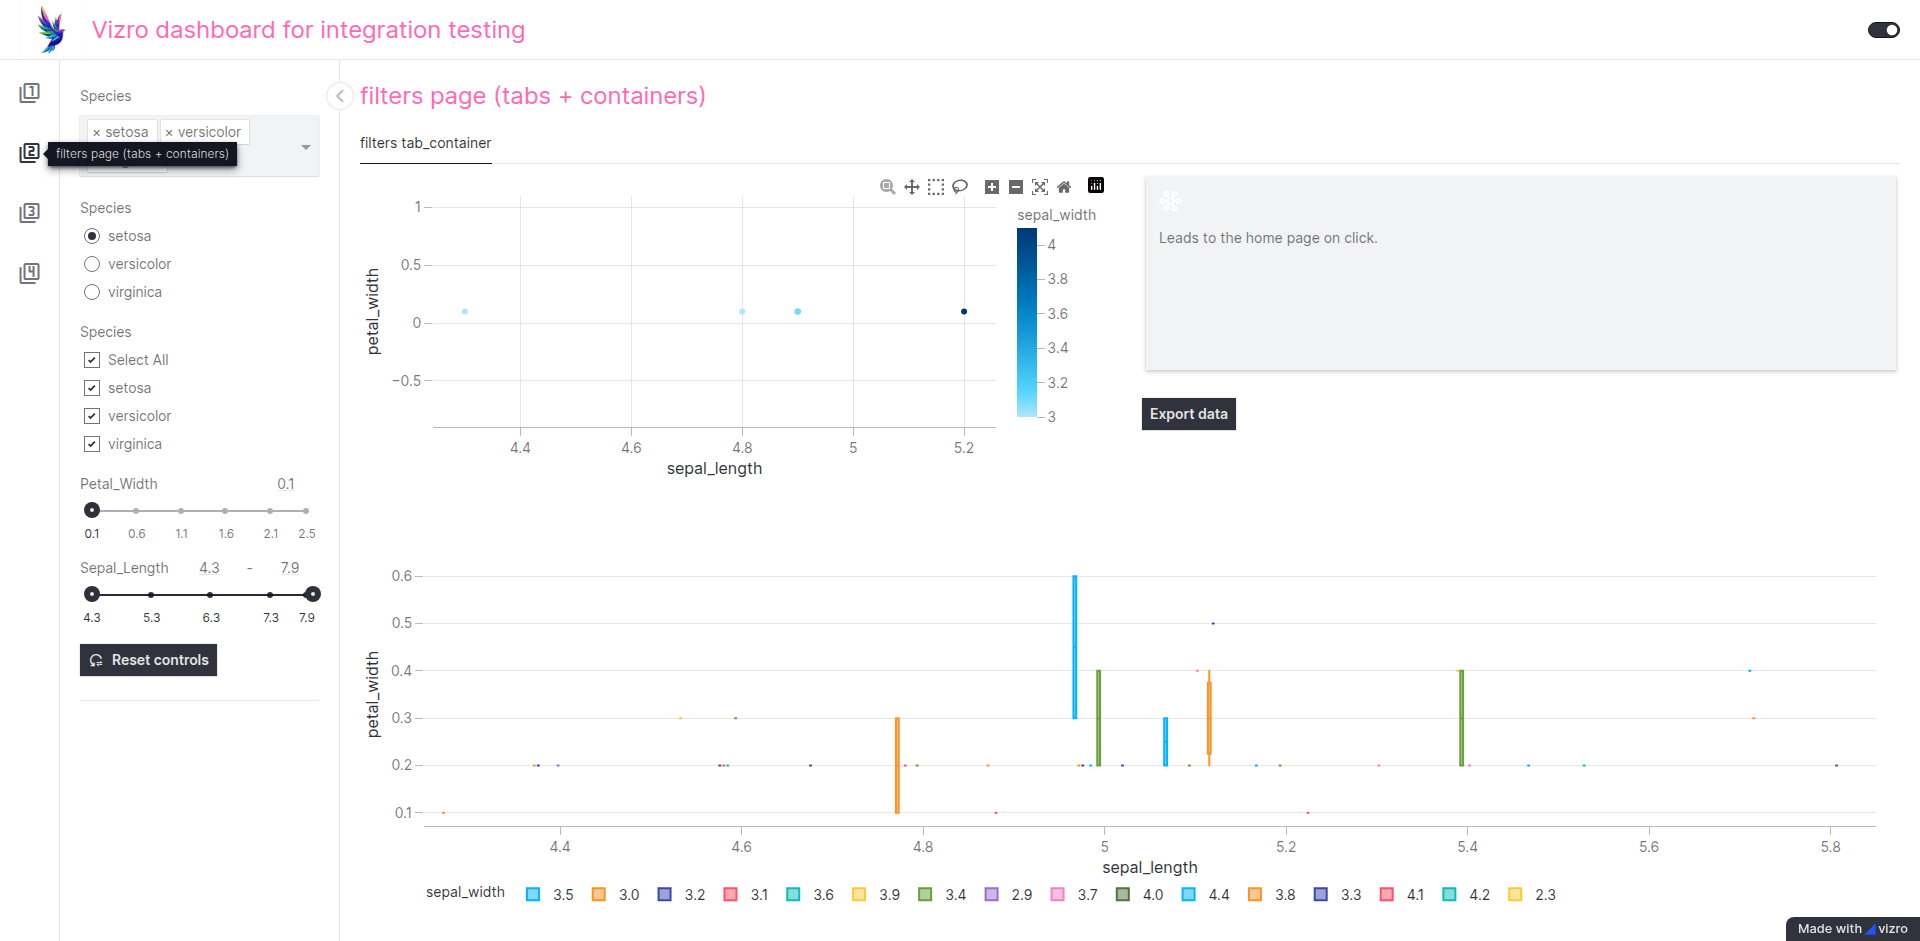 Vizro dashboard for integration testing
1
2
3
4
filters page (tabs + containers)
Species
× setosa
× versicolor
Species
setosa
versicolor
virginica
Species
Select All
setosa
versicolor
virginica
Petal_Width 0.1
0.1 0.6 1.1 1.6 2.1 2.5
Sepal_Length 4.3 - 7.9
4.3 5.3 6.3 7.3 7.9
Reset controls
filters page (tabs + containers)
filters tab_container
petal_width
1
0.5
0
−0.5
4.4 4.6 4.8 5 5.2
sepal_length
sepal_width
4
3.8
3.6
3.4
3.2
3
Leads to the home page on click.
Export data
petal_width
0.6
0.5
0.4
0.3
0.2
0.1
4.4 4.6 4.8 5 5.2 5.4 5.6 5.8
sepal_length
sepal_width 3.5 3.0 3.2 3.1 3.6 3.9 3.4 2.9 3.7 4.0 4.4 3.8 3.3 4.1 4.2 2.3
Made with vizro